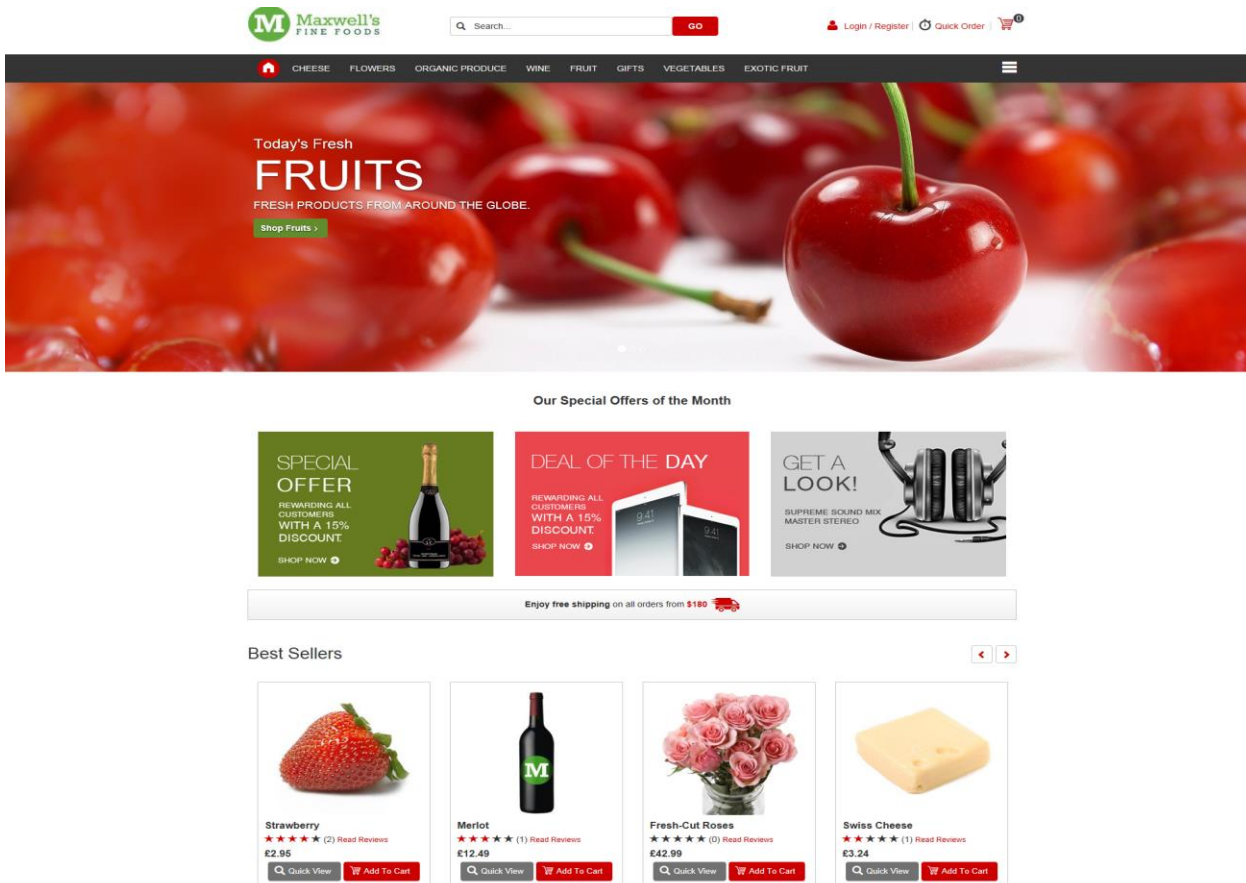 M Maxwell's
FINE FOODS
Search...
GO
Login / Register
Quick Order
0
CHEESE FLOWERS ORGANIC PRODUCE WINE FRUIT GIFTS VEGETABLES EXOTIC FRUIT
Today's Fresh
FRUITS
FRESH PRODUCTS FROM AROUND THE GLOBE.
Shop Fruits >
Our Special Offers of the Month
SPECIAL
OFFER
REWARDING ALL
CUSTOMERS
WITH A 15%
DISCOUNT.
SHOP NOW
DEAL OF THE DAY
REWARDING ALL
CUSTOMERS
WITH A 15%
DISCOUNT.
SHOP NOW
9:41
9:41
GET A
LOOK!
SUPREME SOUND MIX
MASTER STEREO
SHOP NOW
Enjoy free shipping on all orders from $180
Best Sellers
M
Strawberry
(2) Read Reviews
£2.95
Quick View Add To Cart
Merlot
(1) Read Reviews
£12.49
Quick View Add To Cart
Fresh-Cut Roses
(0) Read Reviews
£42.99
Quick View Add To Cart
Swiss Cheese
(1) Read Reviews
£3.24
Quick View Add To Cart